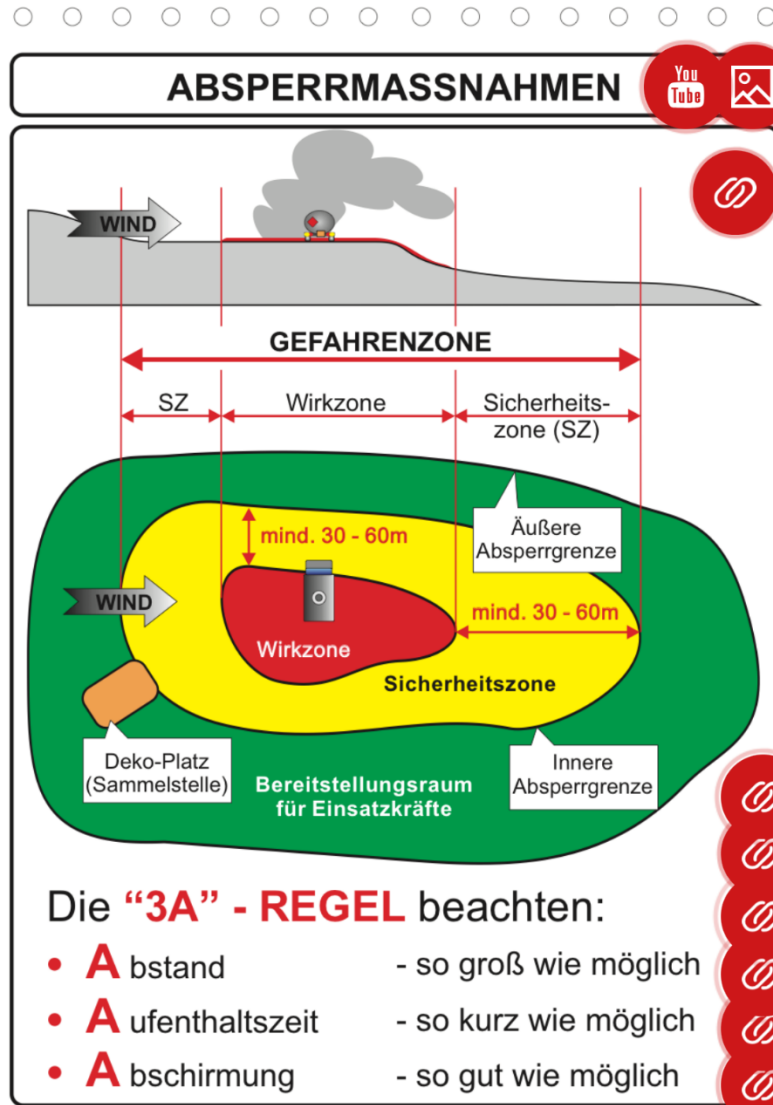 ABSPERRMASSNAHMEN
You
Tube
WIND
GEFAHRENZONE
SZ
Wirkzone
Sicherheits-
zone (SZ)
Äußere
Absperrgrenze
mind. 30 - 60m
WIND
mind. 30 - 60m
Wirkzone
Sicherheitszone
Deko-Platz
(Sammelstelle)
Bereitstellungsraum
für Einsatzkräfte
Innere
Absperrgrenze
Die “3A” - REGEL beachten:
• A bstand - so groß wie möglich
• A ufenthaltszeit - so kurz wie möglich
• A bschirmung - so gut wie möglich